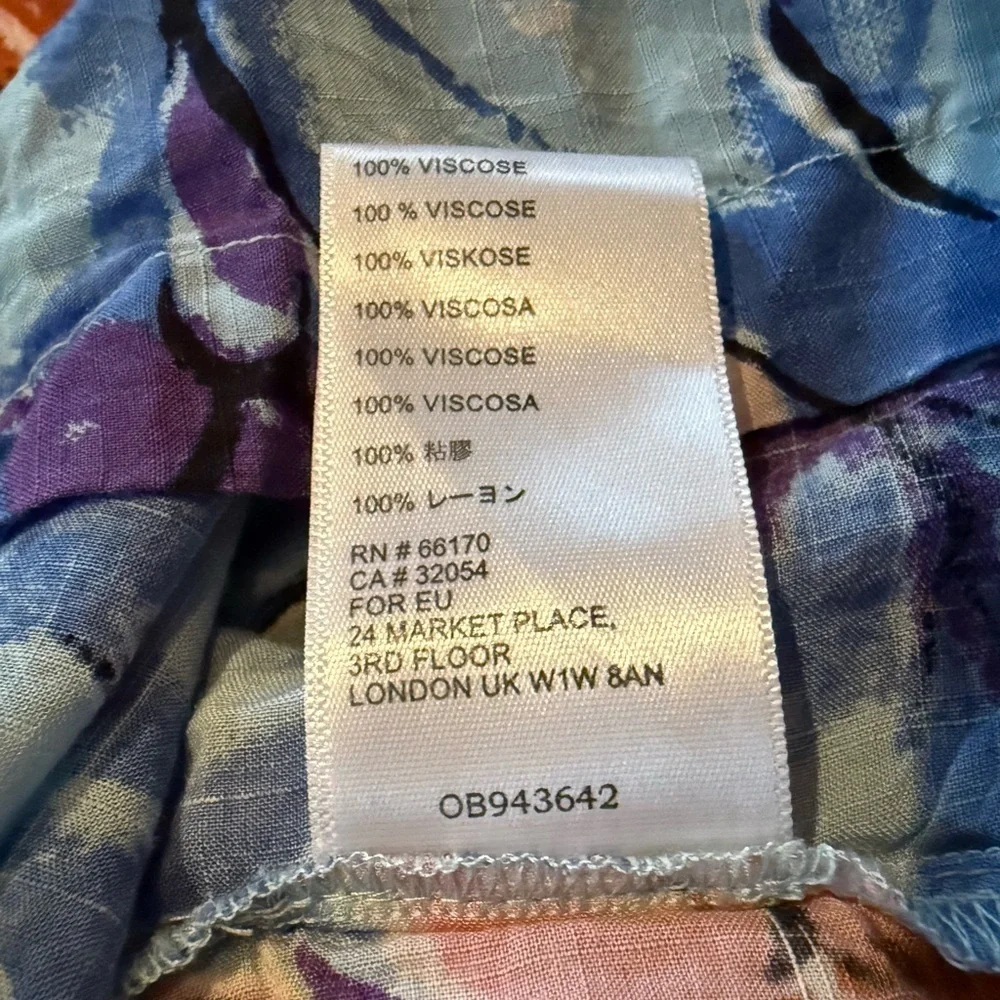 100% VISCOSE
100 % VISCOSE
100% VISKOSE
100% VISCOSA
100% VISCOSE
100% VISCOSA
100% 粘膠
100% レーヨン
RN # 66170
CA # 32054
FOR EU
24 MARKET PLACE,
3RD FLOOR
LONDON UK W1W 8AN
OB943642